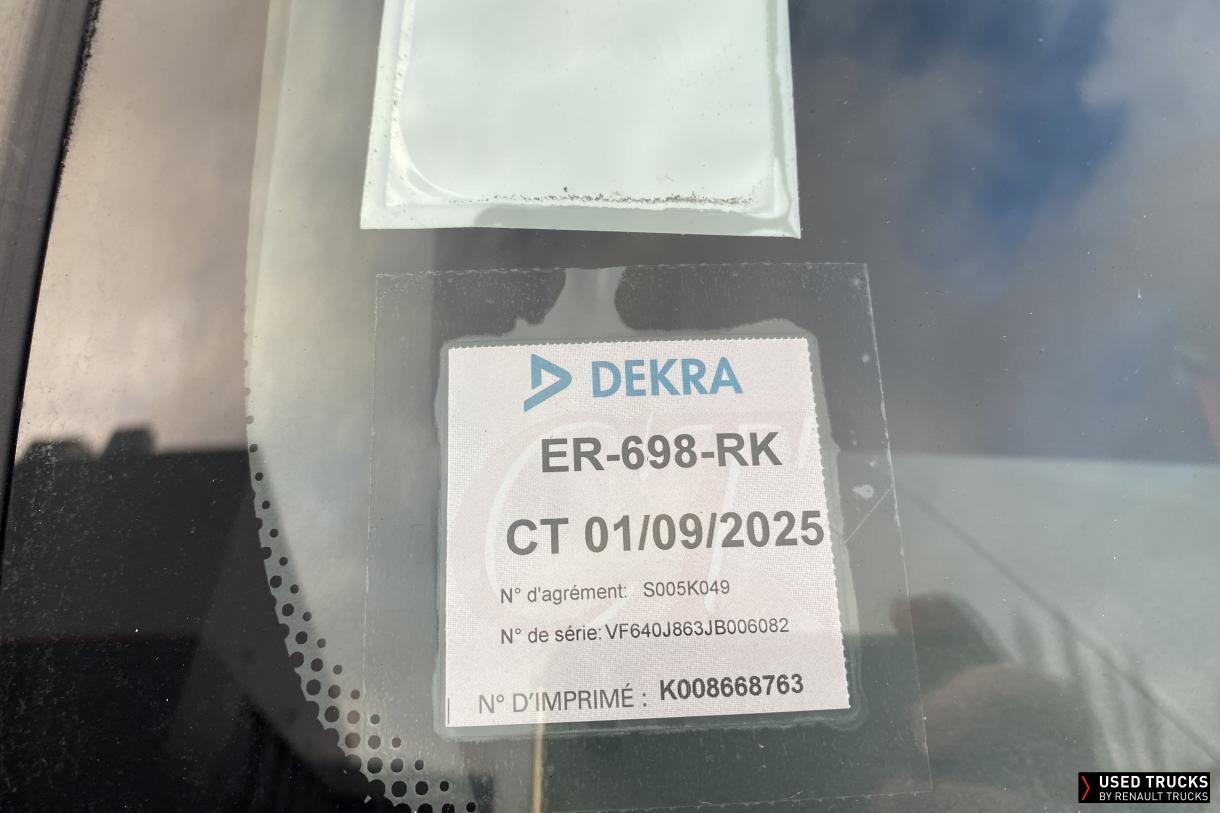 DEKRA
ER-698-RK
CT 01/09/2025
N° d'agrément: S005K049
N° de série: VF640J863JB006082
N° D'IMPRIMÉ : K008668763
USED TRUCKS
BY RENAULT TRUCKS